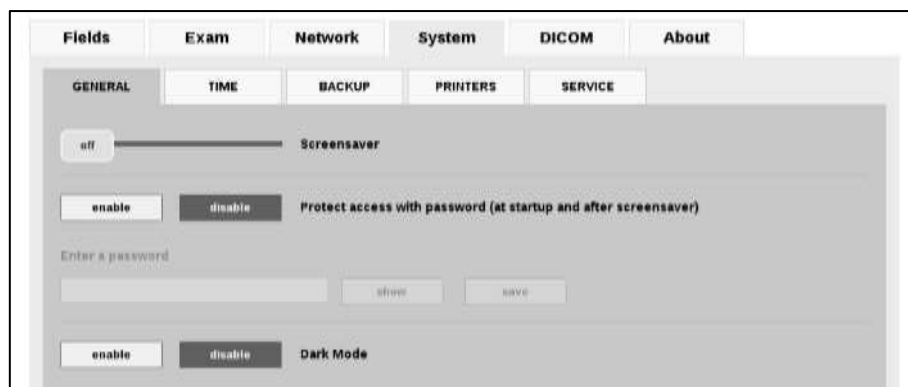 Fields Exam Network System DICOM About
GENERAL TIME BACKUP PRINTERS SERVICE
off Screensaver
enable disable Protect access with password (at startup and after screensaver)
Enter a password
show save
enable disable Dark Mode